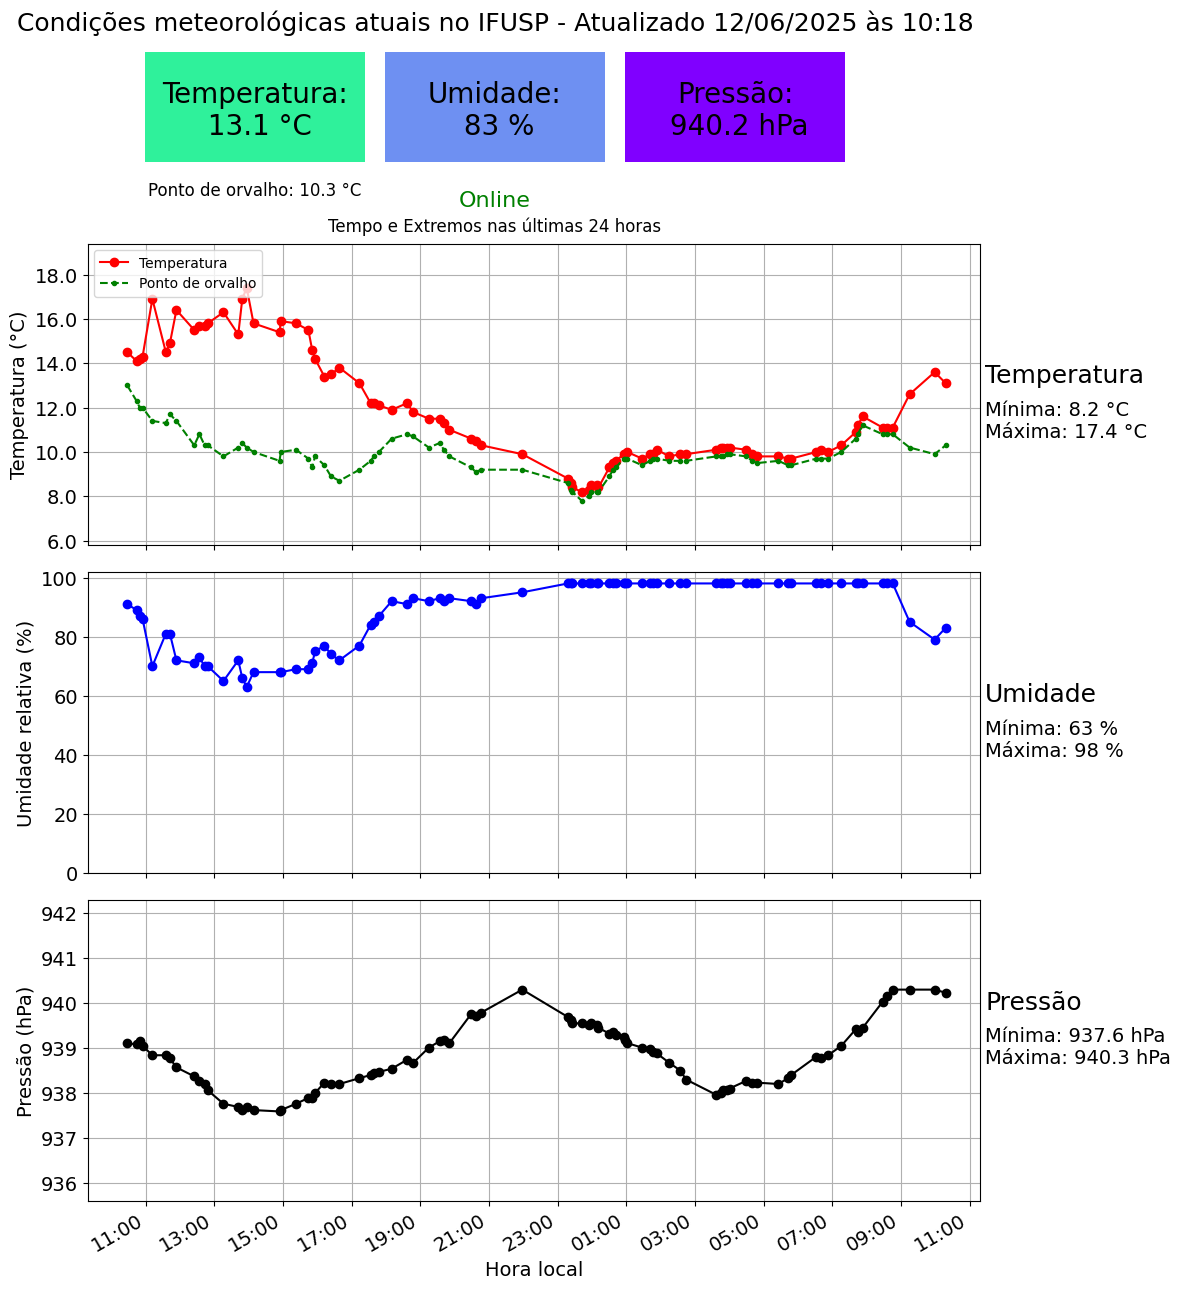 Condições meteorológicas atuais no IFUSP - Atualizado 12/06/2025 às 10:18
Temperatura:
13.1 °C
Umidade:
83 %
Pressão:
940.2 hPa
Ponto de orvalho: 10.3 °C
Online
Tempo e Extremos nas últimas 24 horas
Temperatura
Ponto de orvalho
Temperatura (°C)
18.0
16.0
14.0
12.0
10.0
8.0
6.0
Temperatura
Mínima: 8.2 °C
Máxima: 17.4 °C
Umidade relativa (%)
100
80
60
40
20
0
Umidade
Mínima: 63 %
Máxima: 98 %
Pressão (hPa)
942
941
940
939
938
937
936
Pressão
Mínima: 937.6 hPa
Máxima: 940.3 hPa
11:00 13:00 15:00 17:00 19:00 21:00 23:00 01:00 03:00 05:00 07:00 09:00 11:00
Hora local